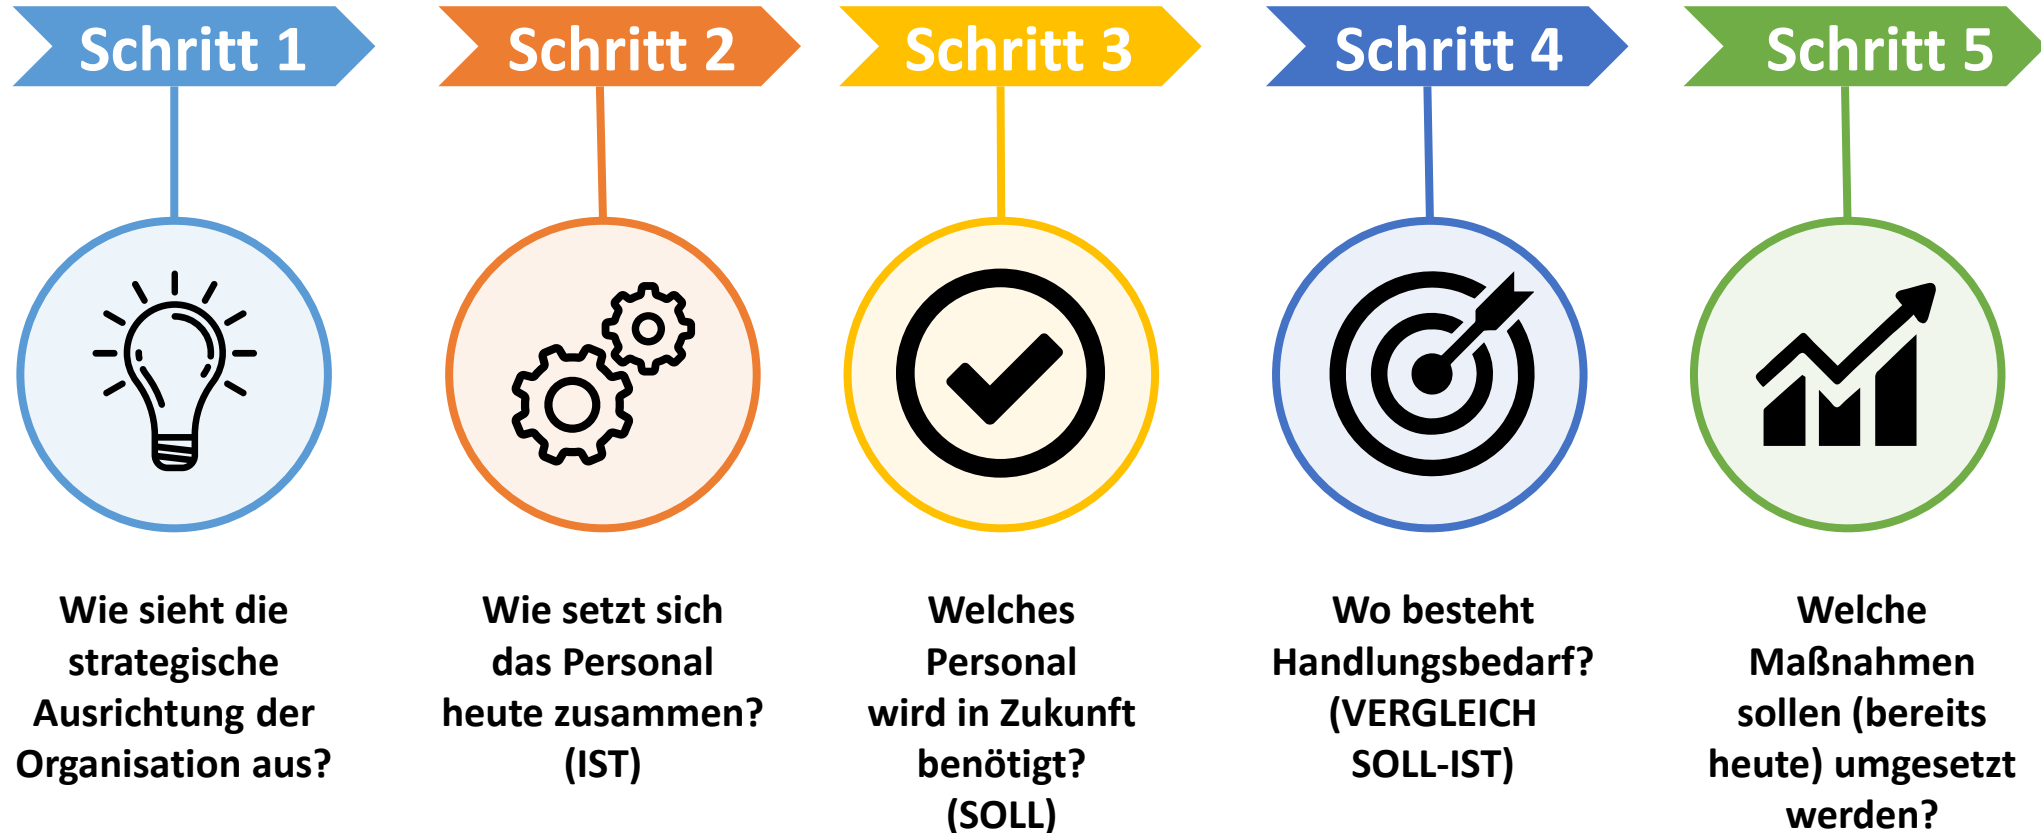 Schritt 1
Schritt 2
Schritt 3
Schritt 4
Schritt 5
Wie sieht die
strategische
Ausrichtung der
Organisation aus?
Wie setzt sich
das Personal
heute zusammen?
(IST)
Welches
Personal
wird in Zukunft
benötigt?
(SOLL)
Wo besteht
Handlungsbedarf?
(VERGLEICH
SOLL-IST)
Welche
Maßnahmen
sollen (bereits
heute) umgesetzt
werden?